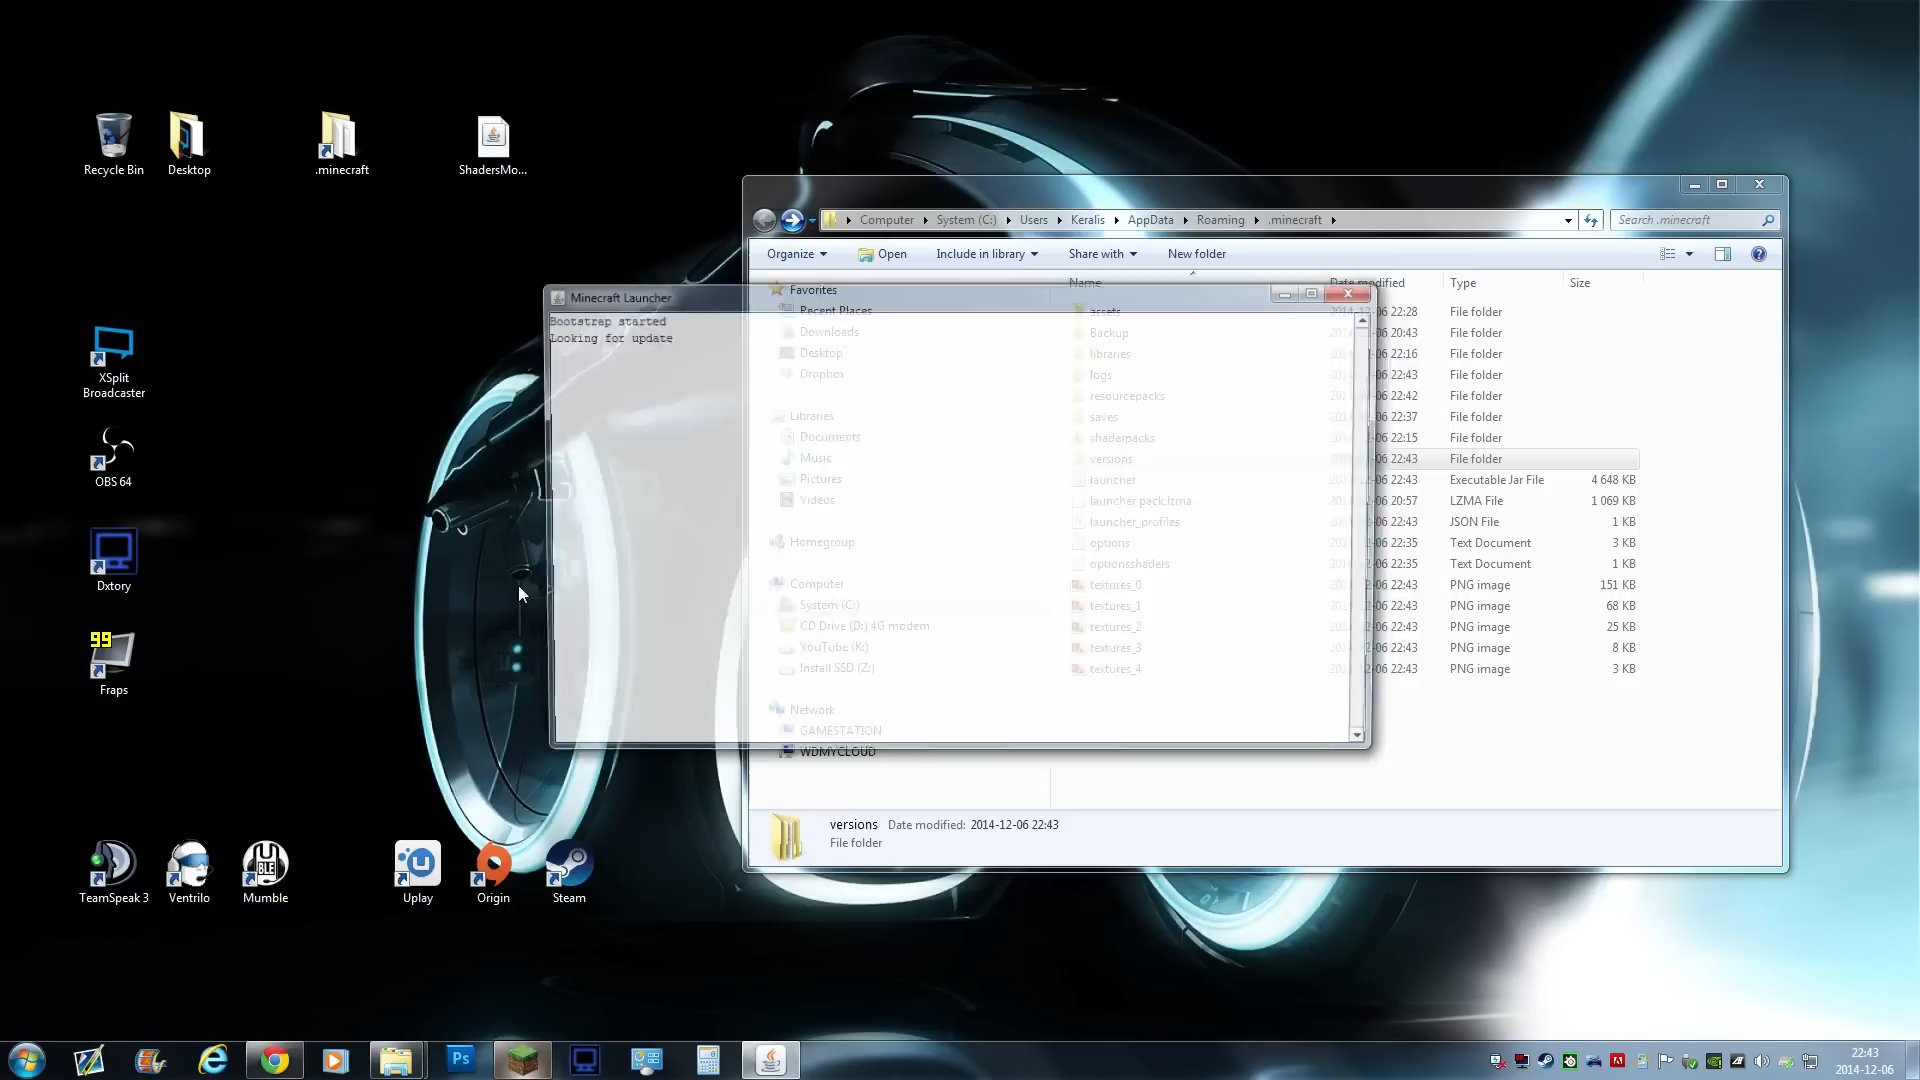 Recycle Bin
Desktop
.minecraft
ShadersMo...
XSplit
Broadcaster
OBS 64
Dxtory
99
Fraps
TeamSpeak 3
Ventrilo
Mumble
Uplay
Origin
Steam
Computer
System (C:)
Users
Keralis
AppData
Roaming
.minecraft
Search .minecraft
Organize
Open
Include in library
Share with
New folder
Minecraft Launcher
Bootstrap started
Looking for update
Favorites
Recent Places
Downloads
Desktop
Dropbox
Libraries
Documents
Music
Pictures
Videos
Homegroup
Computer
System (C:)
CD Drive (D:) 4G modem
YouTube (K:)
Install SSD (Z:)
Network
GAMESTATION
WDMYCLOUD
Name Date modified Type Size
assets 06 22:28 File folder
Backup 06 20:43 File folder
libraries 06 22:16 File folder
logs 06 22:43 File folder
resourcepacks 06 22:42 File folder
saves 06 22:37 File folder
shaderpacks 06 22:15 File folder
versions 06 22:43 File folder
launcher 06 22:43 Executable Jar File 4 648 KB
launcher.pack.lzma 06 20:57 LZMA File 1 069 KB
launcher_profiles 06 22:43 JSON File 1 KB
options 06 22:35 Text Document 3 KB
optionsshaders 06 22:35 Text Document 1 KB
textures_0 06 22:43 PNG image 151 KB
textures_1 06 22:43 PNG image 68 KB
textures_2 06 22:43 PNG image 25 KB
textures_3 06 22:43 PNG image 8 KB
textures_4 06 22:43 PNG image 3 KB
versions Date modified: 2014-12-06 22:43
File folder
Ps
22:43
2014-12-06